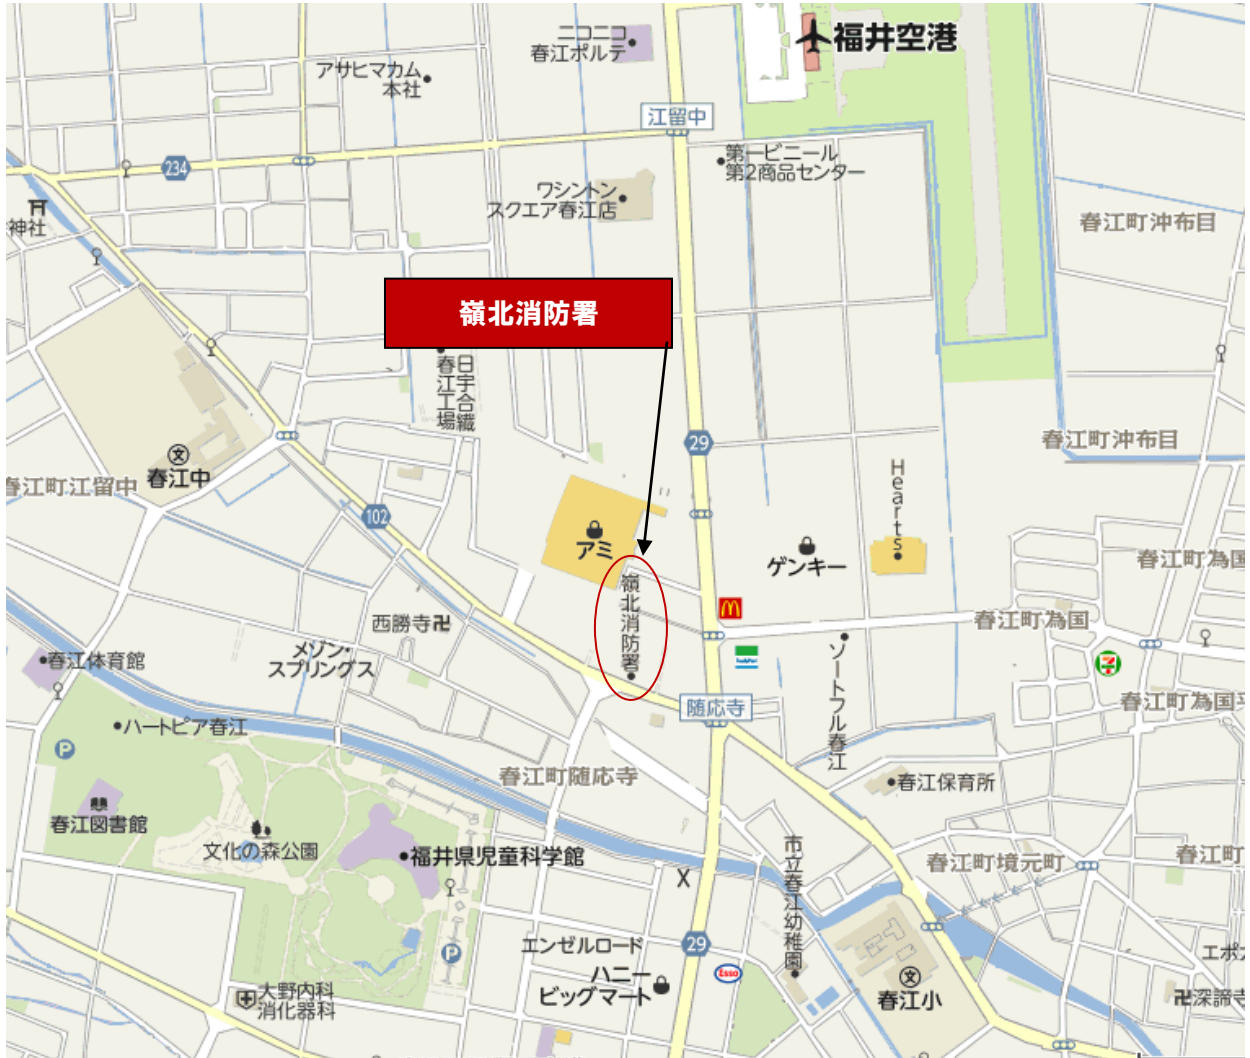 ニコニコ
春江ポルテ
福井空港
アサヒマカム
本社
江留中
234
第一ビニール
第2商品センター
ワシントン
スクエア春江店
神社
春江町沖布目
嶺北消防署
日宇合繊
春江工場
29
春江町沖布目
春江中
春江町江留中
102
Hearts
アミ
ゲンキー
春江町為国
嶺北消防署
西勝寺
春江町為国
メゾン・
スプリングス
春江体育館
FamilyMart
ゾートフル春江
7
随応寺
春江町為国平
ハートピア春江
P
春江町随応寺
春江保育所
春江図書館
文化の森公園
福井県児童科学館
市立春江幼稚園
春江町境元町
春江町
X
エンゼルロード
29
P
ハニー
ビッグマート
Esso
エポカ
大野内科
消化器科
文
春江小
深諦寺